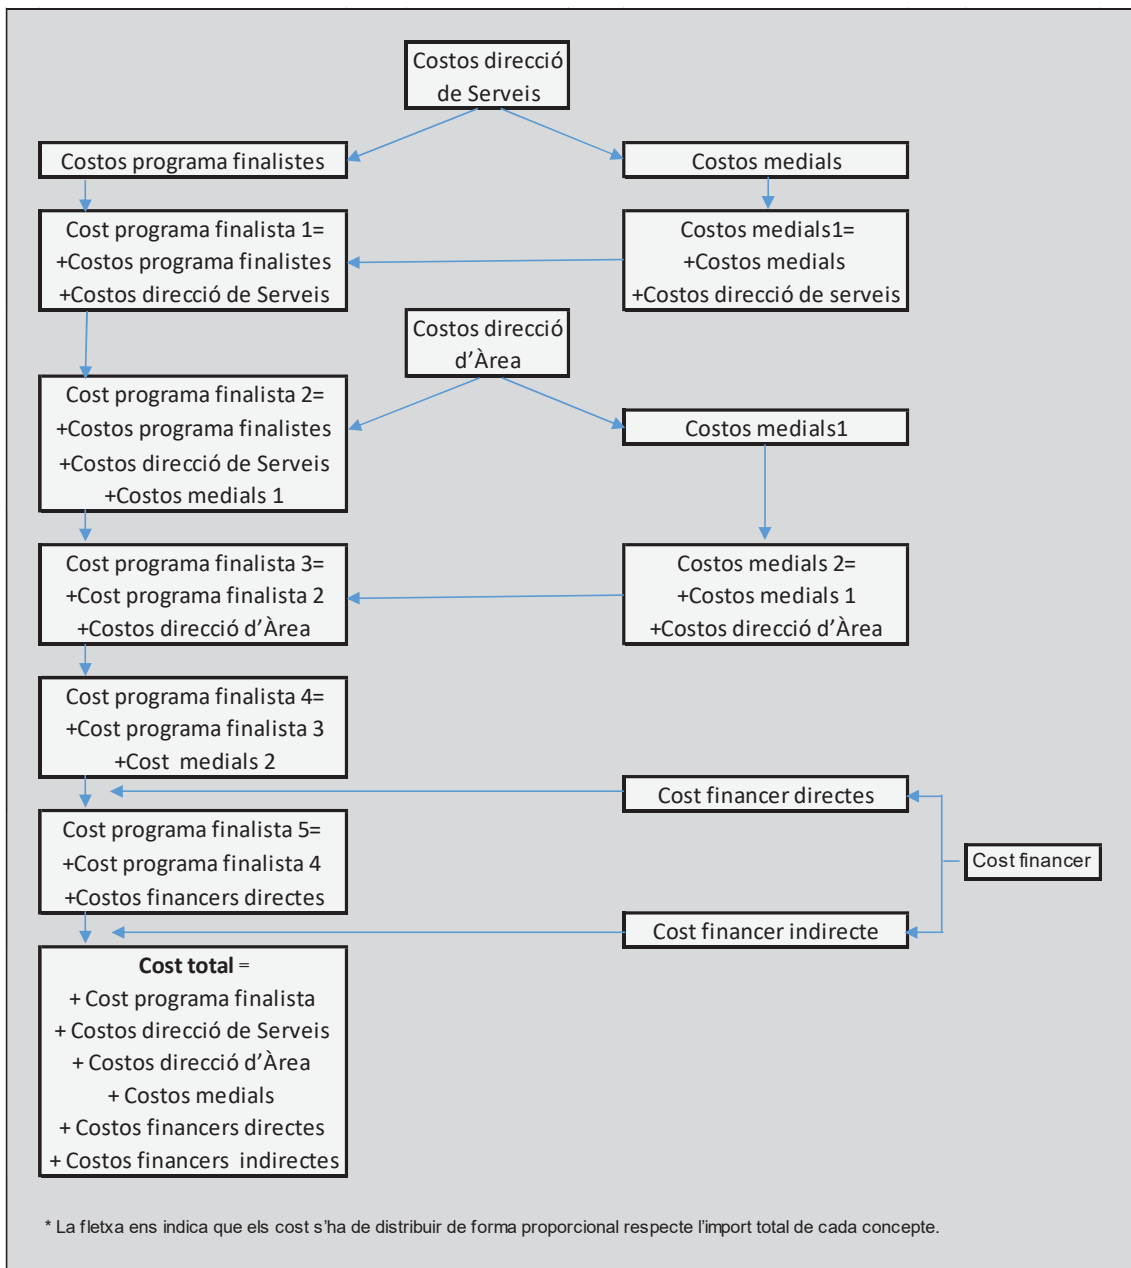 Costos direcció
de Serveis
Costos programa finalistes
Costos medials
Cost programa finalista 1=
+Costos programa finalistes
+Costos direcció de Serveis
Costos medials1=
+Costos medials
+Costos direcció de serveis
Costos direcció
d’Àrea
Cost programa finalista 2=
+Costos programa finalistes
+Costos direcció de Serveis
+Costos medials 1
Costos medials1
Cost programa finalista 3=
+Cost programa finalista 2
+Costos direcció d’Àrea
Costos medials 2=
+Costos medials 1
+Costos direcció d’Àrea
Cost programa finalista 4=
+Cost programa finalista 3
+Cost medials 2
Cost financer directes
Cost programa finalista 5=
+Cost programa finalista 4
+Costos financers directes
Cost financer
Cost financer indirecte
Cost total =
+ Cost programa finalista
+ Costos direcció de Serveis
+ Costos direcció d’Àrea
+ Costos medials
+ Costos financers directes
+ Costos financers indirectes
* La fletxa ens indica que els cost s’ha de distribuir de forma proporcional respecte l’import total de cada concepte.